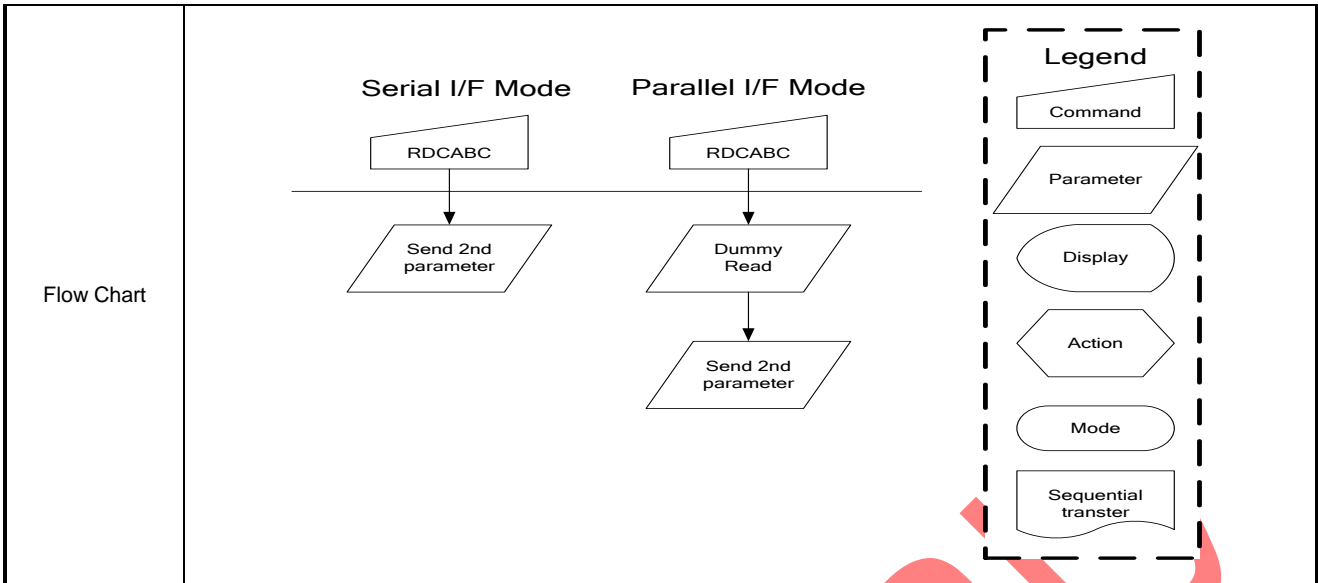 Flow Chart
Serial I/F Mode
RDCABC
Send 2nd
parameter
Parallel I/F Mode
RDCABC
Dummy
Read
Send 2nd
parameter
Legend
Command
Parameter
Display
Action
Mode
Sequential
transter